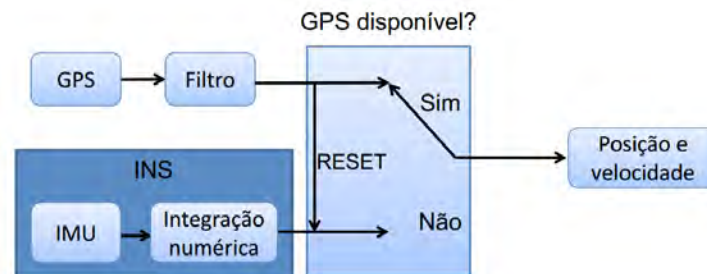 GPS disponível?
GPS
Filtro
Sim
Posição e
velocidade
RESET
INS
IMU
Integração
numérica
Não